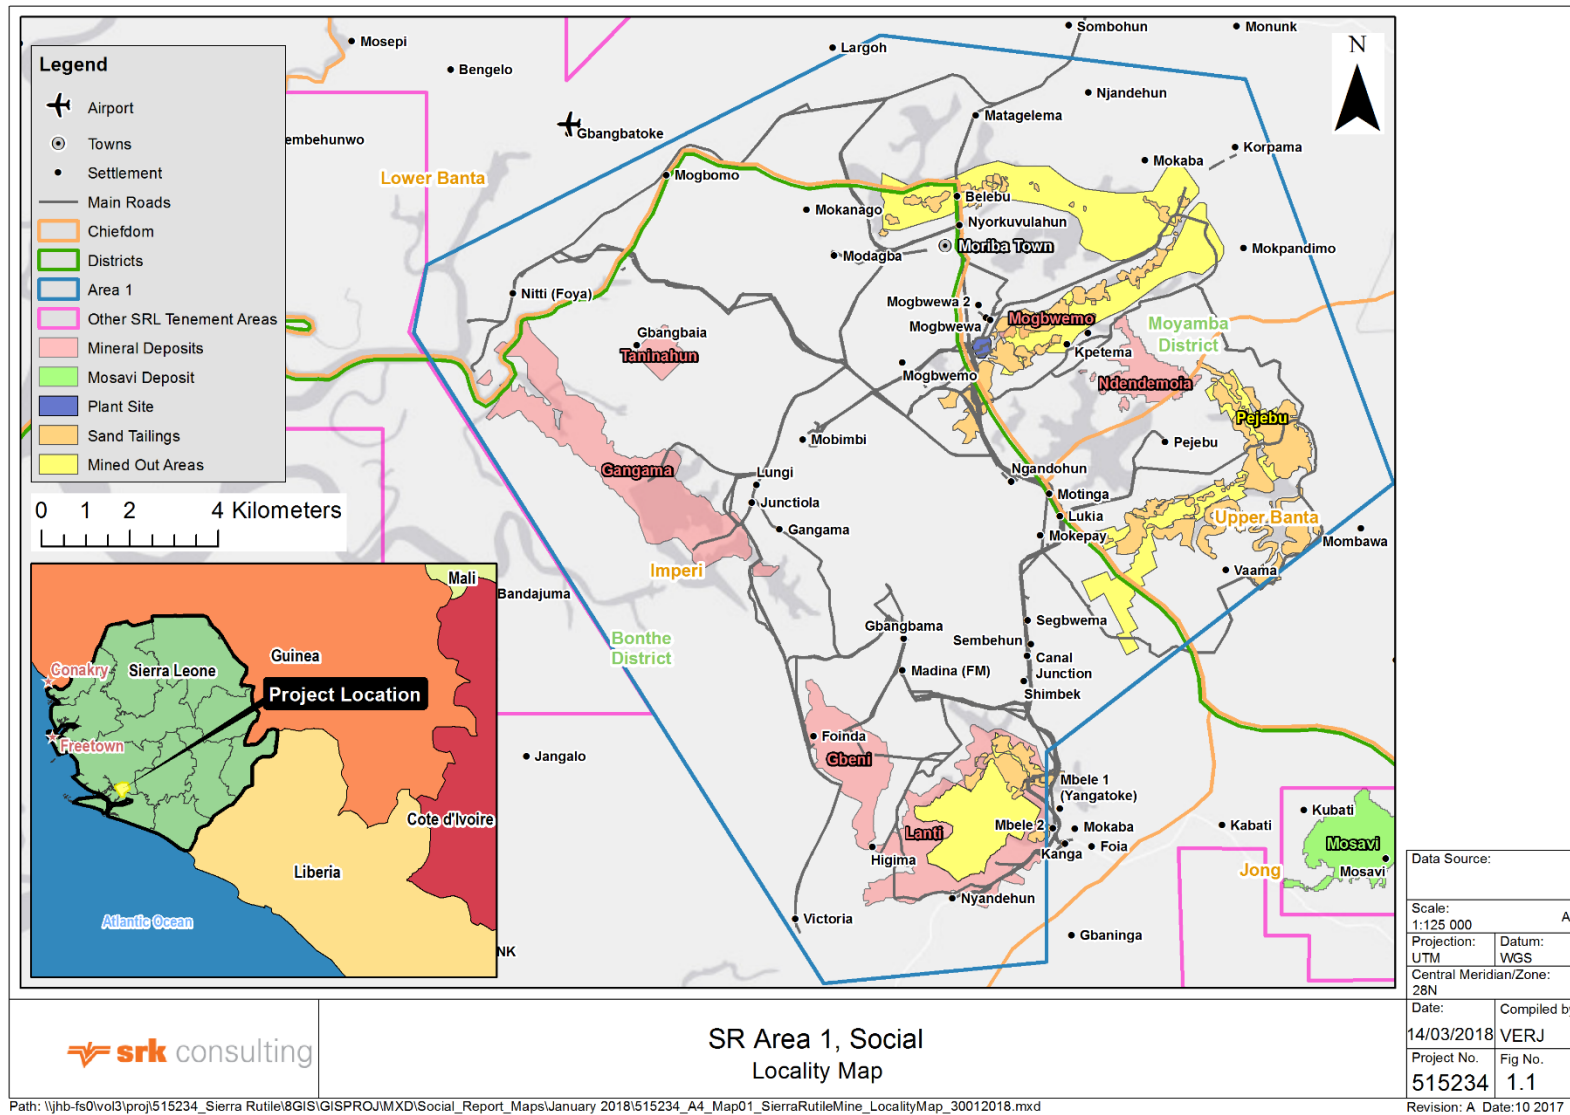 Legend
Airport
Towns
Settlement
Main Roads
Chiefdom
Districts
Area 1
Other SRL Tenement Areas
Mineral Deposits
Mosavi Deposit
Plant Site
Sand Tailings
Mined Out Areas
0 1 2 4 Kilometers
N
Mosepi
Bengelo
Largoh
Sombohun
Monunk
Njandehun
Gbangbatoke
embehunwo
Matagelema
Korpama
Mokaba
Lower Banta
Mogbomo
Belebu
Mokanago
Nyorkuvulahun
Moriba Town
Modagba
Mokpandimo
Nitti (Foya)
Mogbwewa 2
Mogbwewa
Mogbwemo
Moyamba
District
Gbangbaia
Taninahun
Kpetema
Mogbwemo
Ndendemoia
Pejebu
Mobimbi
Pejebu
Gangama
Lungi
Ngandohun
Junctiola
Motinga
Gangama
Lukia
Upper Banta
Mokepay
Mombawa
Imperi
Vaama
Bandajuma
Gbangbama
Segbwema
Bonthe
District
Sembehun
Canal
Junction
Madina (FM)
Shimbek
Foinda
Gbeni
Jangalo
Mbele 1
(Yangatoke)
Lanti
Mbele 2
Mokaba
Kabati
Kubati
Mosavi
Mosavi
Higima
Kanga
Foia
Jong
Nyandehun
Victoria
Gbaninga
NK
Mali
Guinea
Conakry
Sierra Leone
Project Location
Freetown
Cote d'Ivoire
Liberia
Atlantic Ocean
Data Source:
Scale:
1:125 000 A
Projection: Datum:
UTM WGS
Central Meridian/Zone:
28N
Date: Compiled by
14/03/2018 VERJ
Project No. Fig No.
515234 1.1
srk consulting
SR Area 1, Social
Locality Map
Path: \\jhb-fs0\vol3\proj\515234_Sierra Rutile\8GIS\GISPROJ\MXD\Social_Report_Maps\January 2018\515234_A4_Map01_SierraRutileMine_LocalityMap_30012018.mxd
Revision: A Date:10 2017